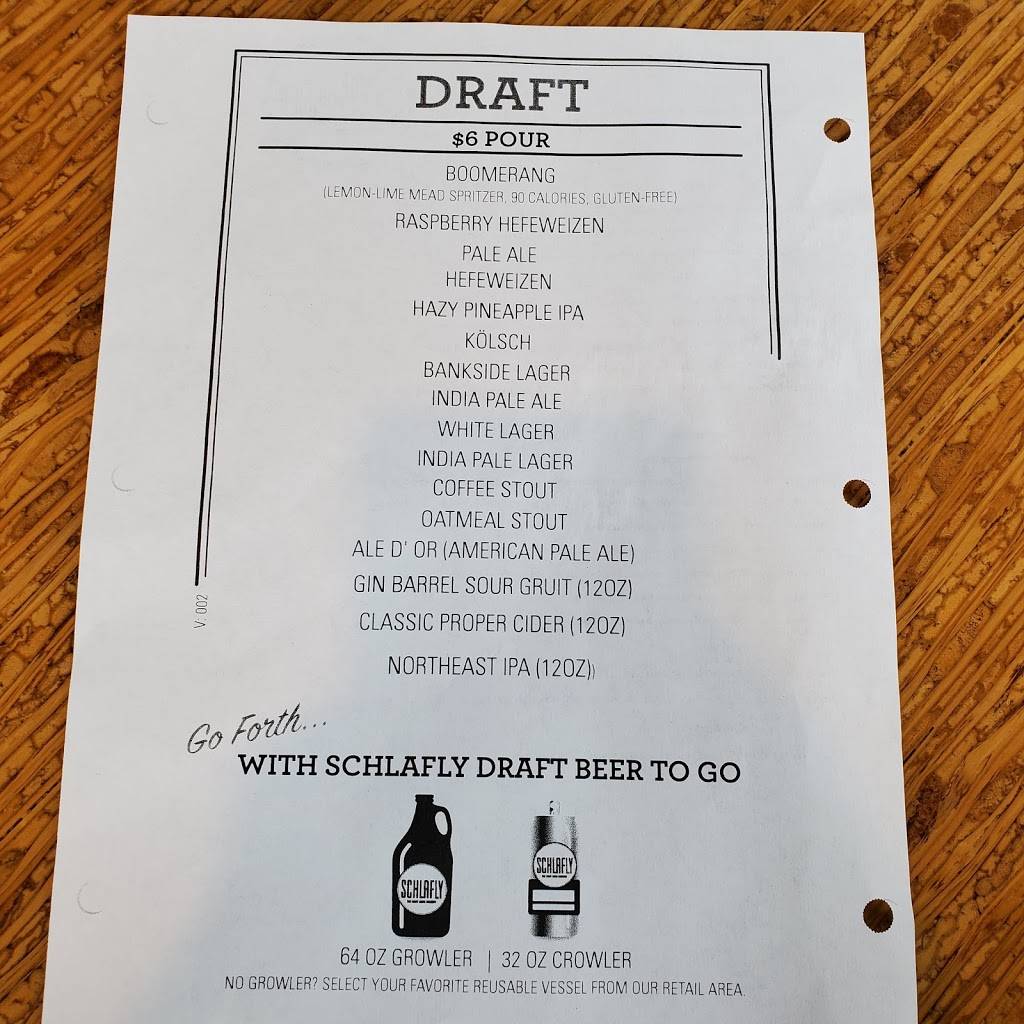 DRAFT
$6 POUR
BOOMERANG
(LEMON-LIME MEAD SPRITZER, 90 CALORIES, GLUTEN-FREE)
RASPBERRY HEFEWEIZEN
PALE ALE
HEFEWEIZEN
HAZY PINEAPPLE IPA
KÖLSCH
BANKSIDE LAGER
INDIA PALE ALE
WHITE LAGER
INDIA PALE LAGER
COFFEE STOUT
OATMEAL STOUT
ALE D' OR (AMERICAN PALE ALE)
GIN BARREL SOUR GRUIT (12OZ)
CLASSIC PROPER CIDER (12OZ)
NORTHEAST IPA (12OZ))
V: 002
Go Forth...
WITH SCHLAFLY DRAFT BEER TO GO
SCHLAFLY
SCHLAFLY
64 OZ GROWLER | 32 OZ CROWLER
NO GROWLER? SELECT YOUR FAVORITE REUSABLE VESSEL FROM OUR RETAIL AREA.